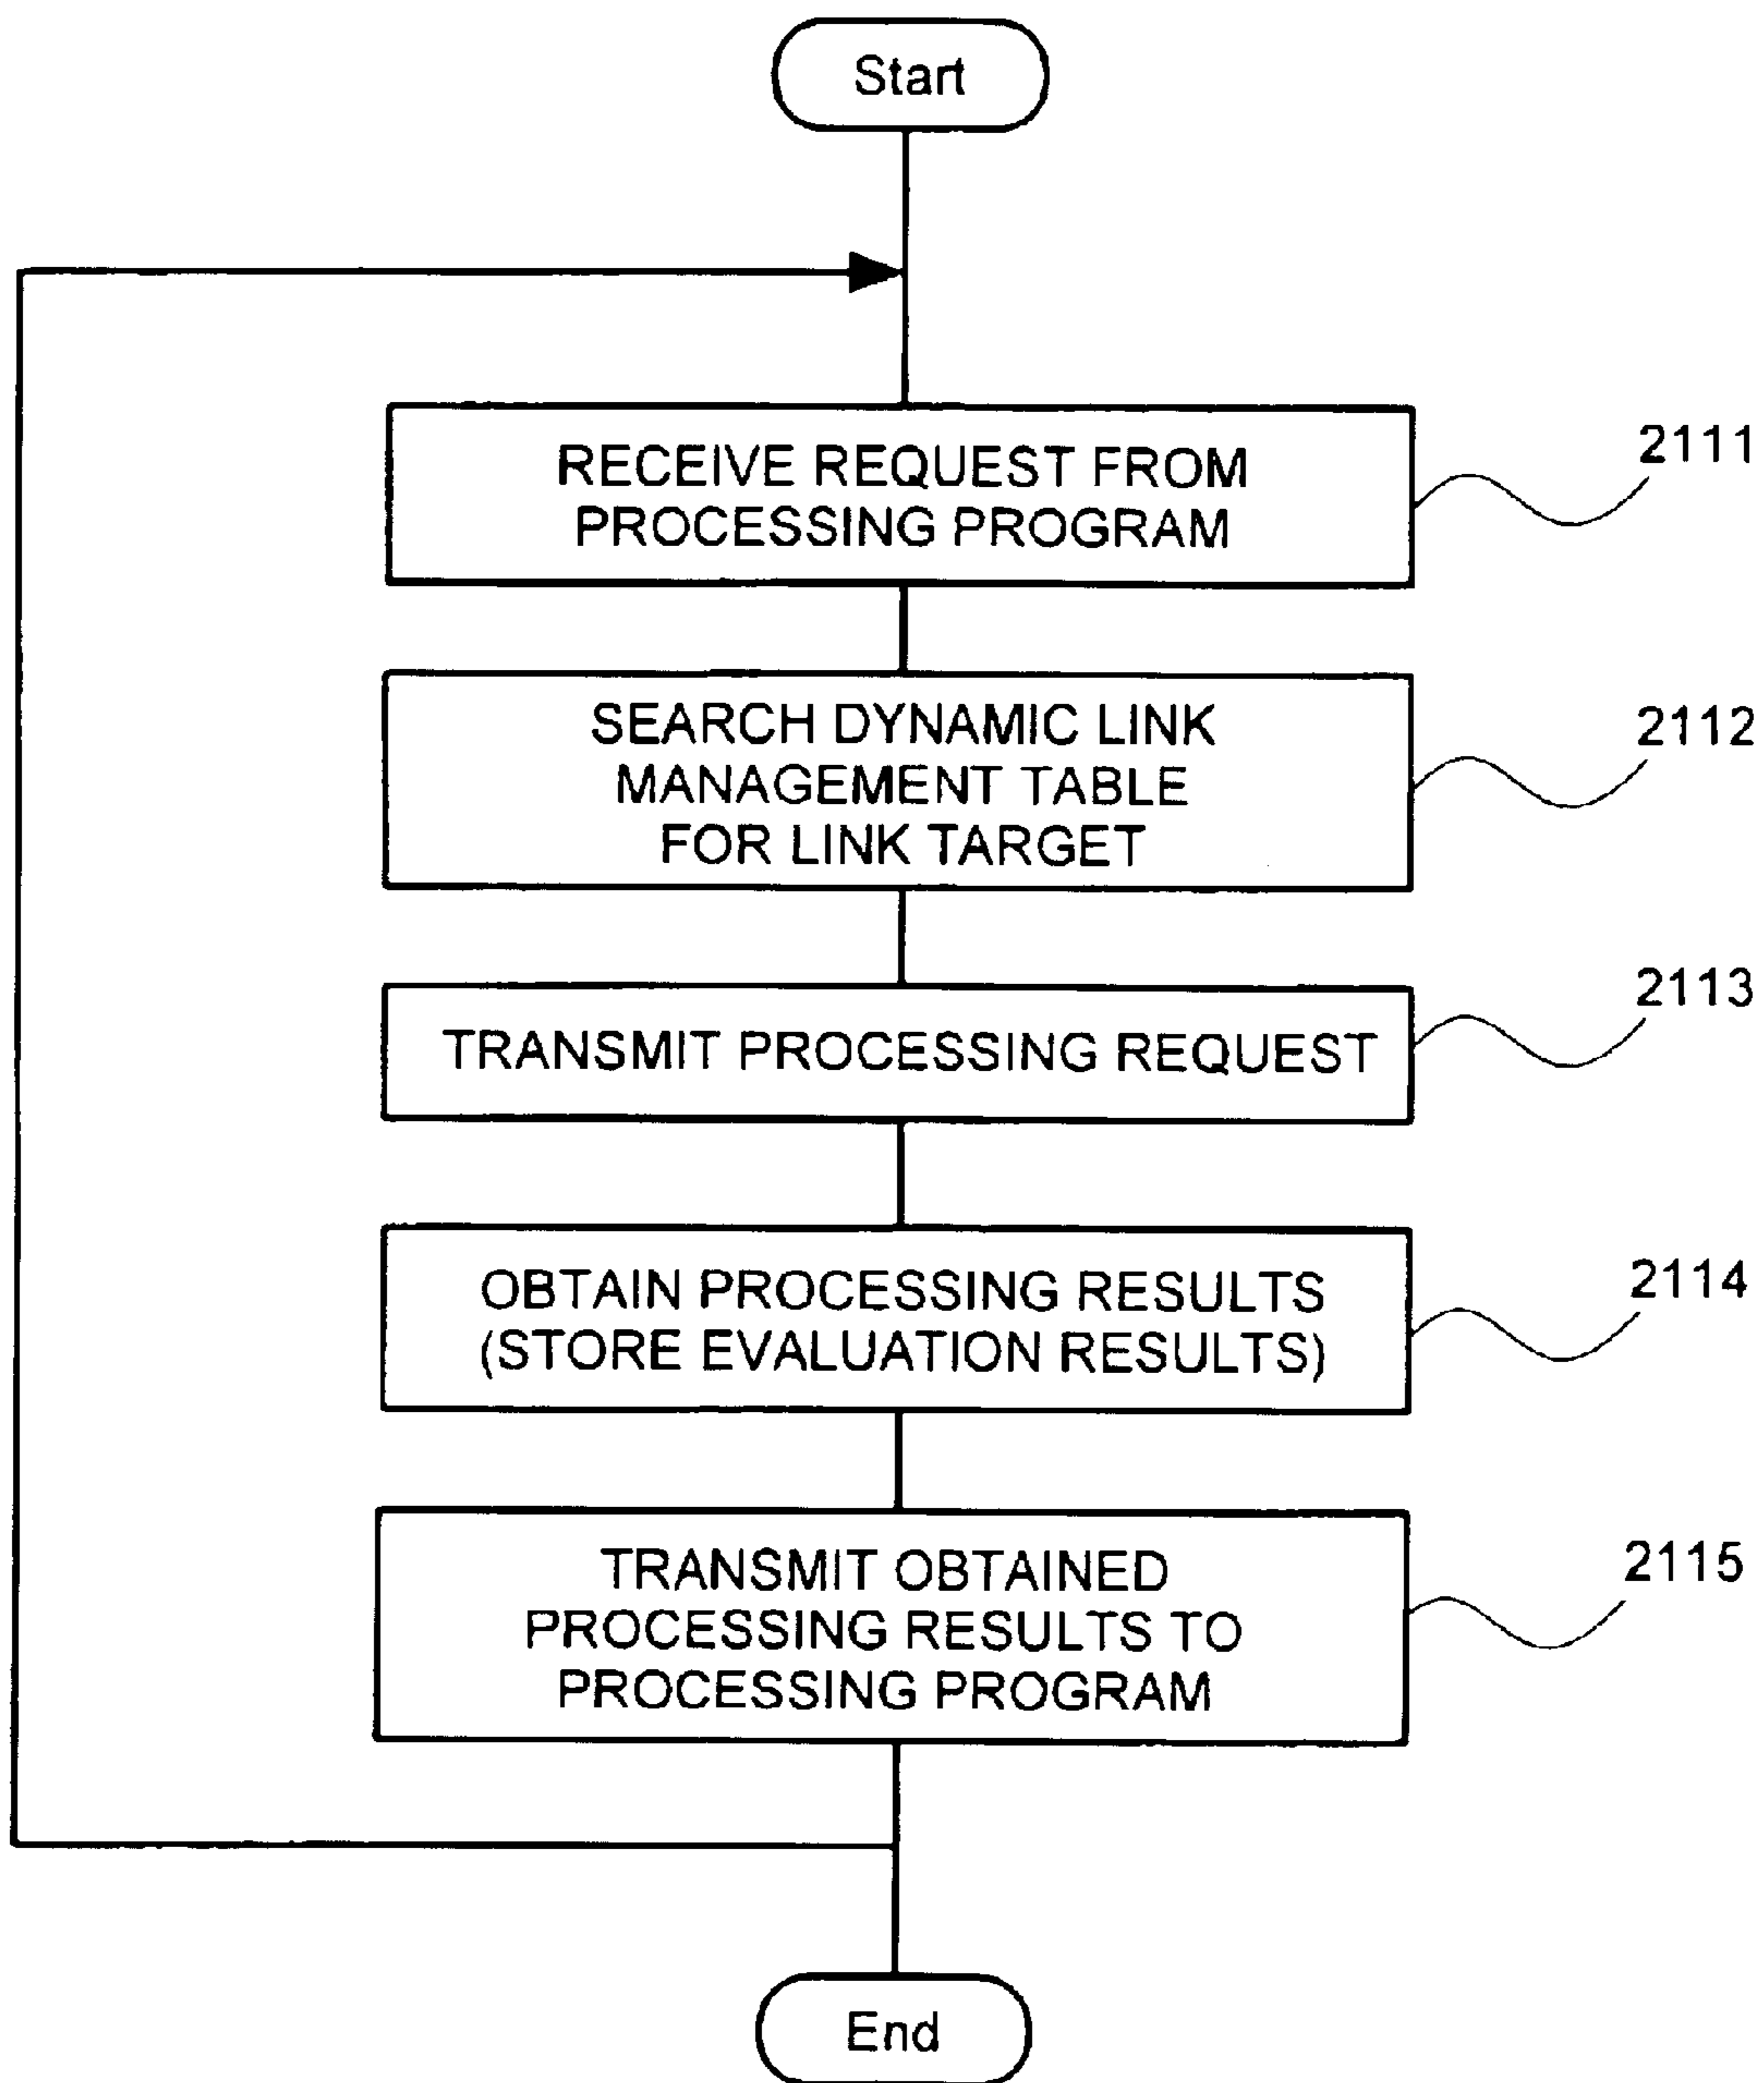 Start
RECEIVE REQUEST FROM
PROCESSING PROGRAM
2111
SEARCH DYNAMIC LINK
MANAGEMENT TABLE
FOR LINK TARGET
2112
TRANSMIT PROCESSING REQUEST
2113
OBTAIN PROCESSING RESULTS
(STORE EVALUATION RESULTS)
2114
TRANSMIT OBTAINED
PROCESSING RESULTS TO
PROCESSING PROGRAM
2115
End